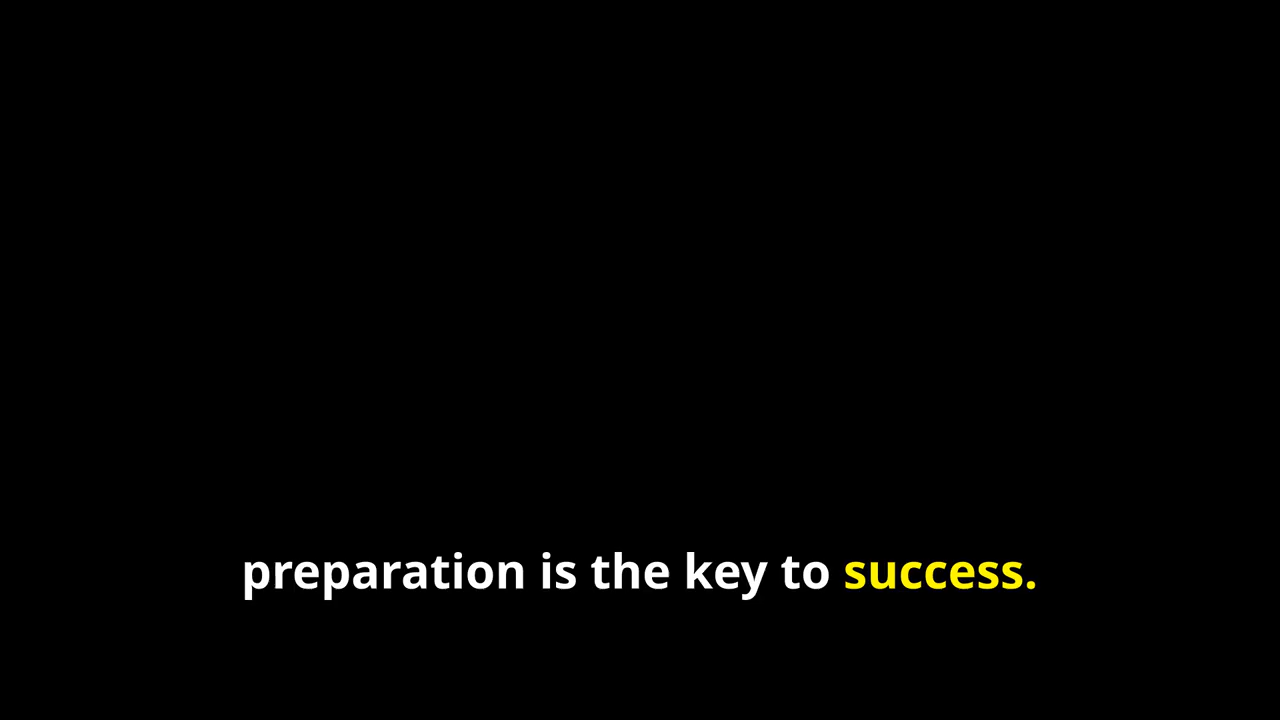 preparation is the key to success.